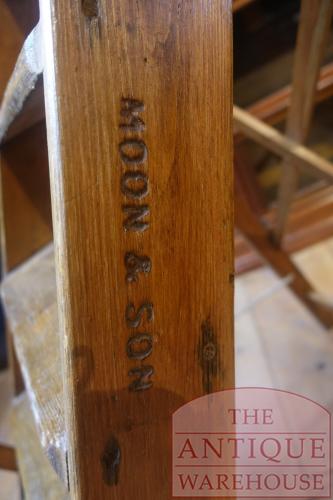 MOON & SON
THE
ANTIQUE
WAREHOUSE